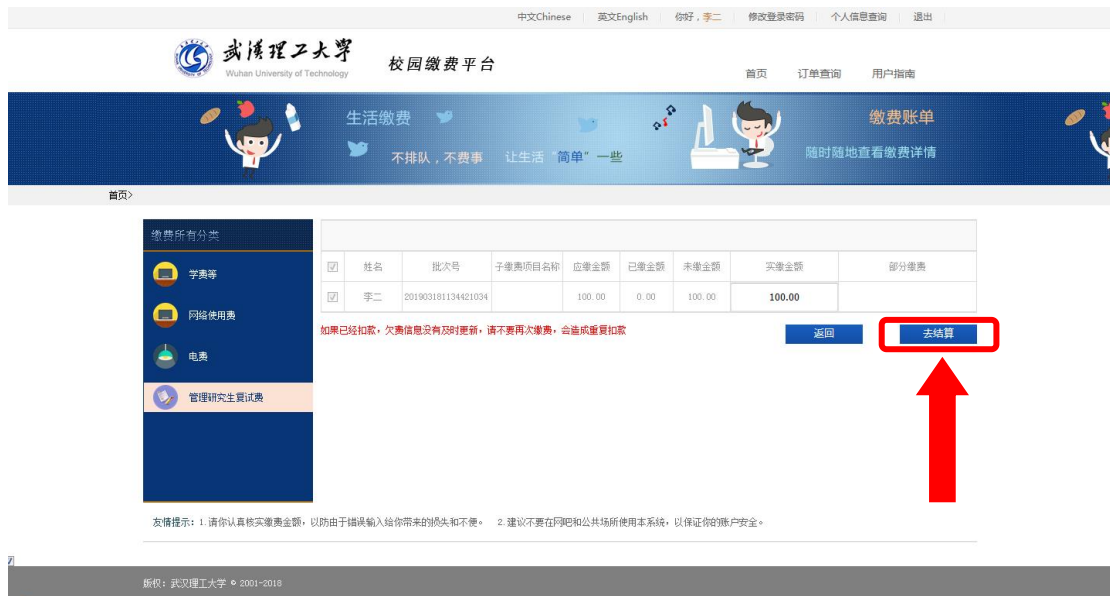 中文Chinese 英文English 你好，李二 修改登录密码 个人信息查询 退出
武汉理工大学
Wuhan University of Technology
校园缴费平台
首页 订单查询 用户指南
生活缴费
不排队，不费事 让生活“简单”一些
缴费账单
随时随地查看缴费详情
首页>
缴费所有分类
学费等
网络使用费
电费
管理研究生复试费
姓名 批次号 子缴费项目名称 应缴金额 已缴金额 未缴金额 实缴金额 部分缴费
李二 201903181134421034 100.00 0.00 100.00 100.00
如果已经扣款，欠费信息没有及时更新，请不要再次缴费，会造成重复扣款
返回 去结算
友情提示：1.请你认真核实缴费金额，以防由于错误输入给你带来的损失和不便。 2.建议不要在网吧和公共场所使用本系统，以保证你的账户安全。
版权：武汉理工大学 © 2001-2018